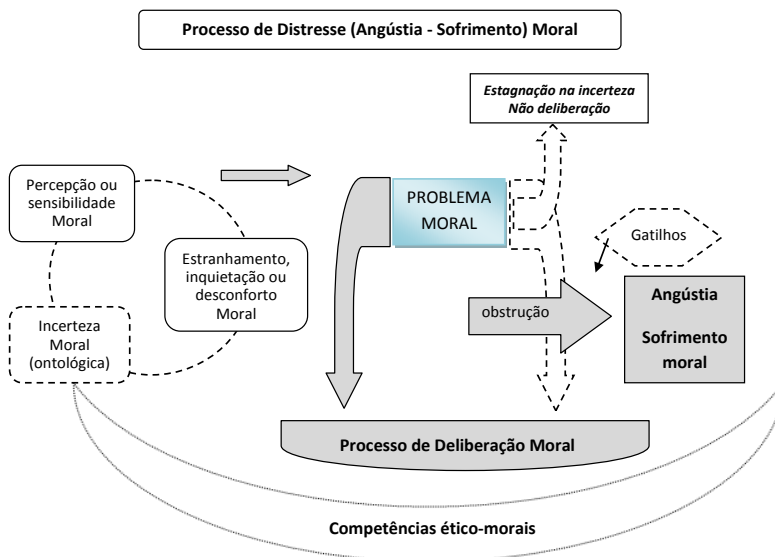 Processo de Distresse (Angústia - Sofrimento) Moral
Estagnação na incerteza
Não deliberação
Percepção ou
sensibilidade
Moral
PROBLEMA
MORAL
Gatilhos
Estranhamento,
inquietação ou
desconforto
Moral
Incerteza
Moral
(ontológica)
obstrução
Angústia
Sofrimento
moral
Processo de Deliberação Moral
Competências ético-morais